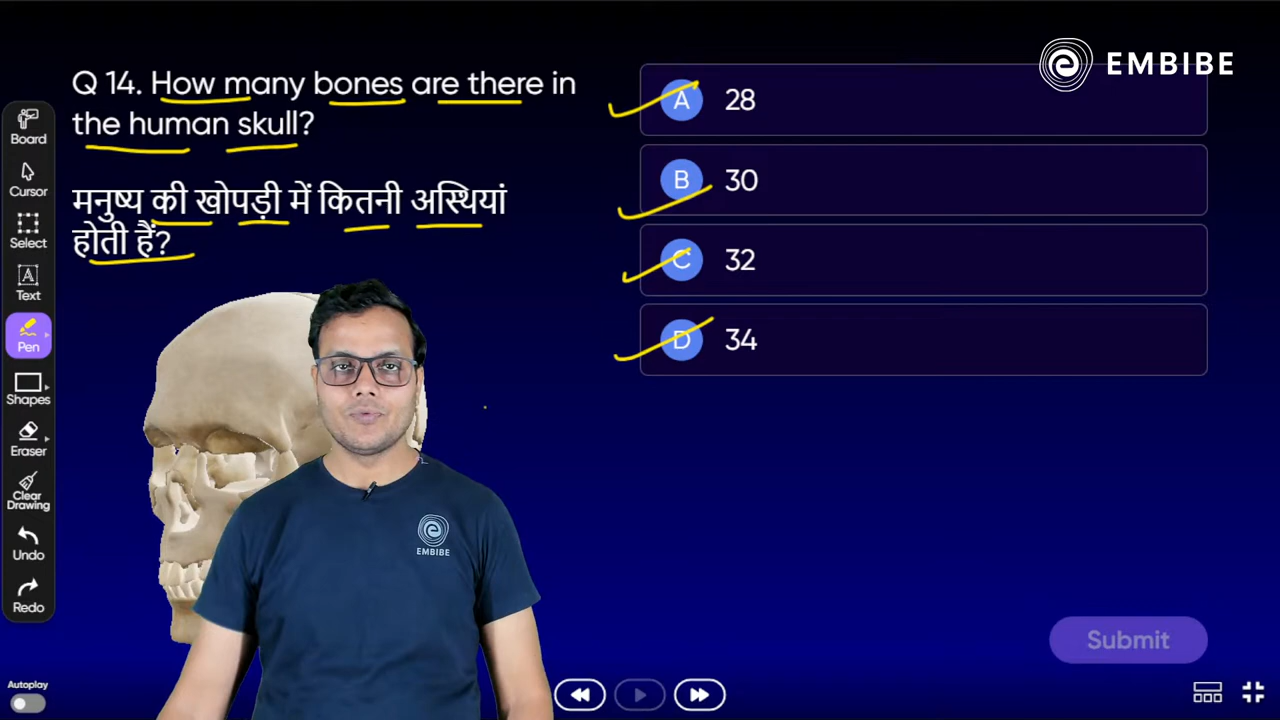 EMBIBE
Q 14. How many bones are there in
the human skull?
मनुष्य की खोपड़ी में कितनी अस्थियां
होती हैं?
A 28
B 30
C 32
D 34
Board
Cursor
Select
A
Text
Pen
Shapes
Eraser
Clear
Drawing
Undo
Redo
Autoplay
EMBIBE
Submit